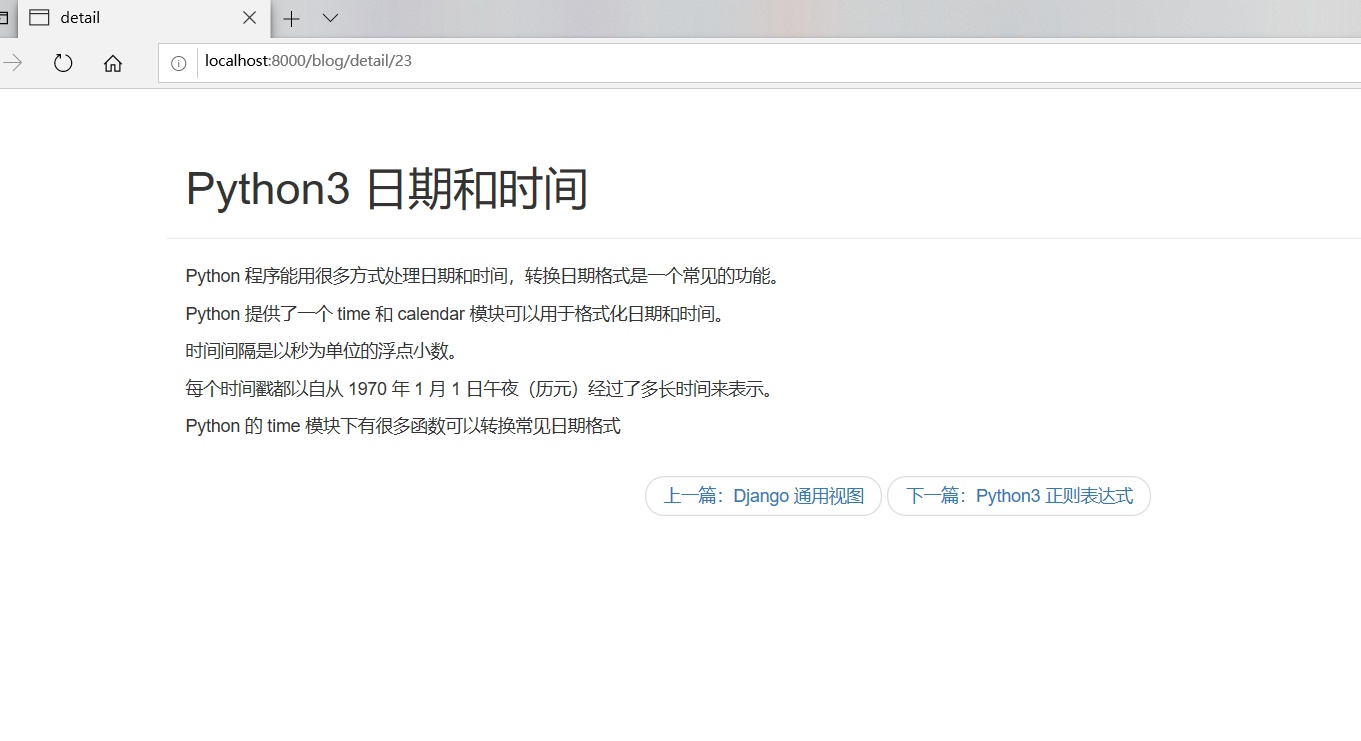 detail
localhost:8000/blog/detail/23
Python3 日期和时间
Python 程序能用很多方式处理日期和时间，转换日期格式是一个常见的功能。
Python 提供了一个 time 和 calendar 模块可以用于格式化日期和时间。
时间间隔是以秒为单位的浮点小数。
每个时间戳都以自从 1970 年 1 月 1 日午夜（历元）经过了多长时间来表示。
Python 的 time 模块下有很多函数可以转换常见日期格式
上一篇：Django 通用视图 下一篇：Python3 正则表达式